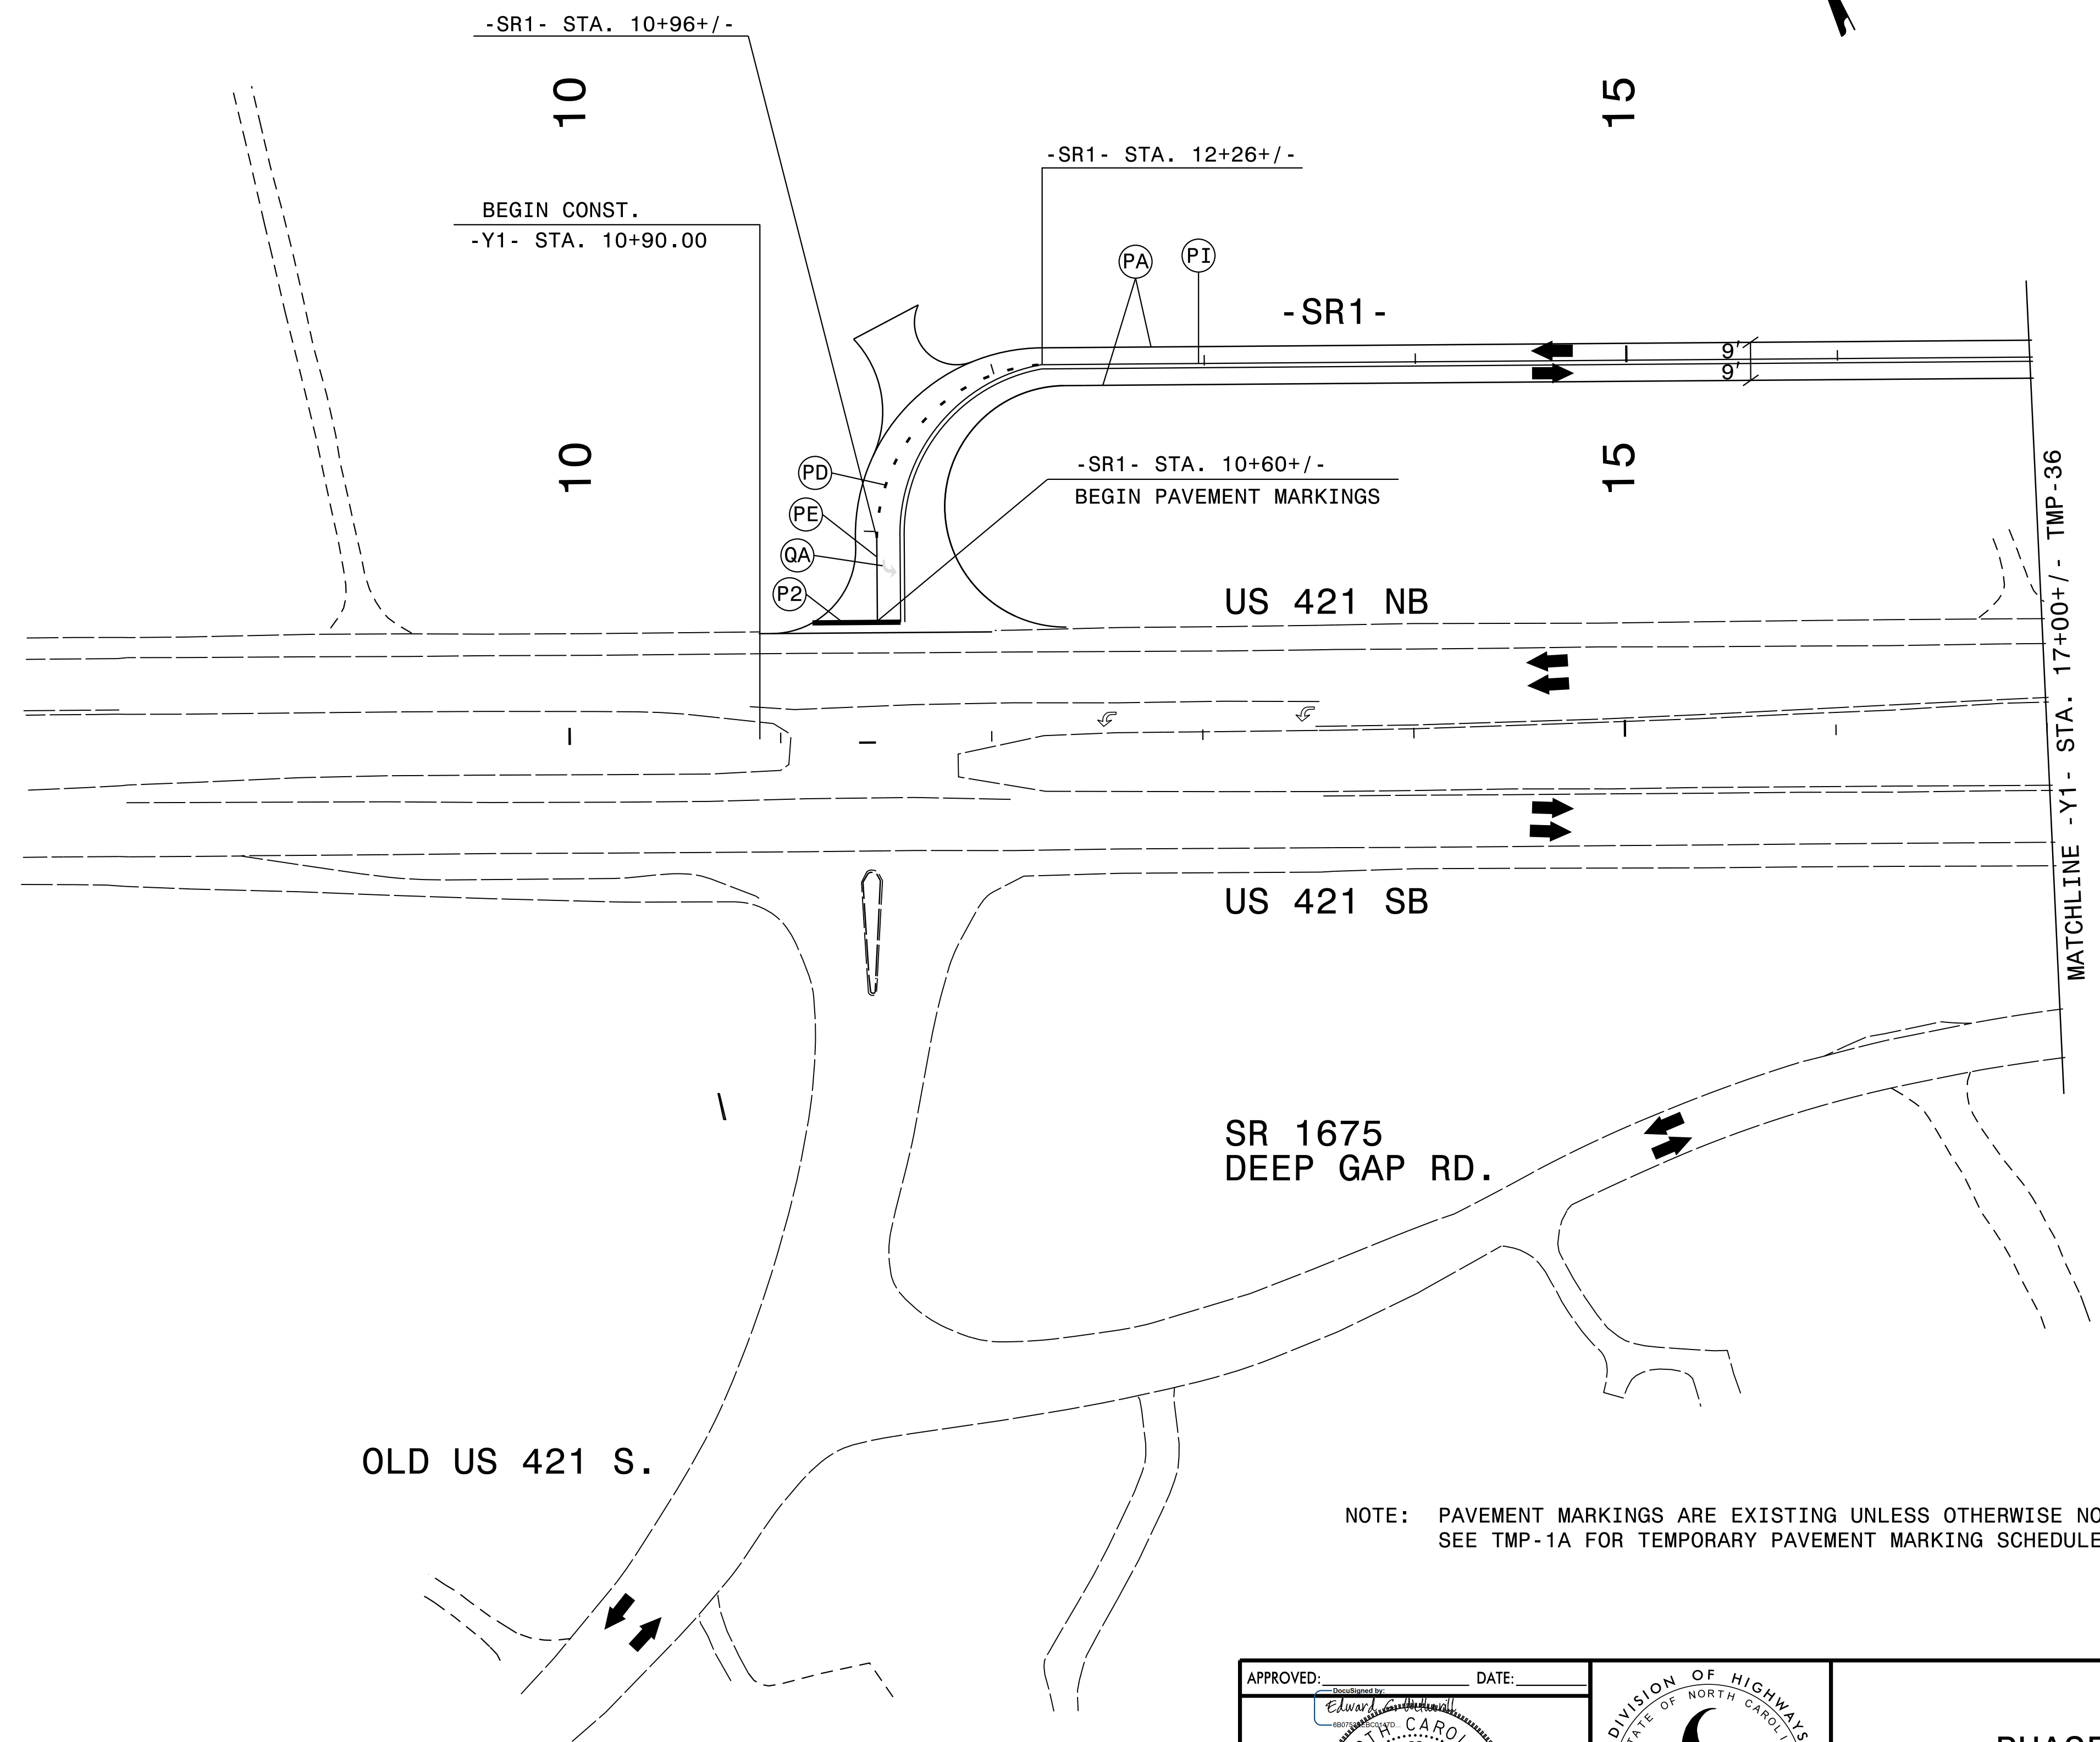 -SR1- STA. 10+96+/-
10
15
-SR1- STA. 12+26+/-
BEGIN CONST.
-Y1- STA. 10+90.00
PA
PI
-SR1-
9'
9'
10
15
PD
-SR1- STA. 10+60+/-
BEGIN PAVEMENT MARKINGS
PE
QA
P2
US 421 NB
MATCHLINE -Y1- STA. 17+00+/- TMP-36
US 421 SB
SR 1675
DEEP GAP RD.
OLD US 421 S.
NOTE: PAVEMENT MARKINGS ARE EXISTING UNLESS OTHERWISE NO
SEE TMP-1A FOR TEMPORARY PAVEMENT MARKING SCHEDULE
APPROVED: DATE:
DocuSigned by:
DIVISION OF HIGHWAYS
OF NORTH